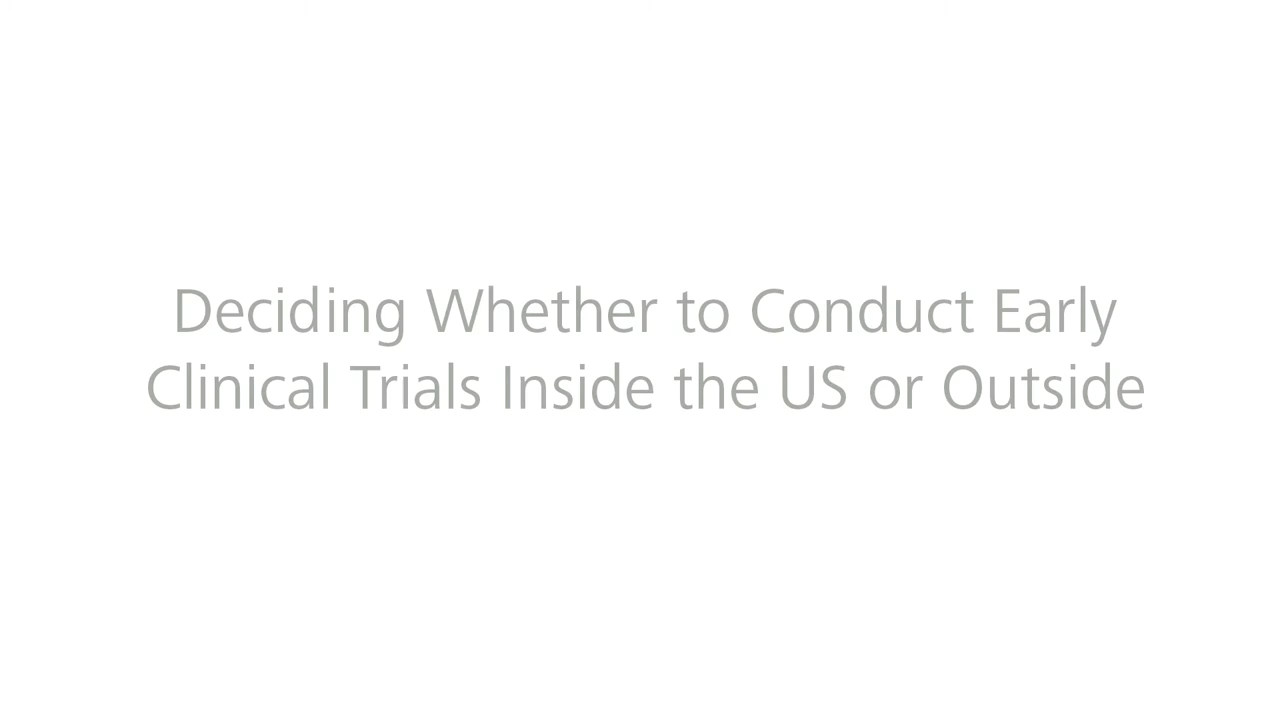 Deciding Whether to Conduct Early
Clinical Trials Inside the US or Outside